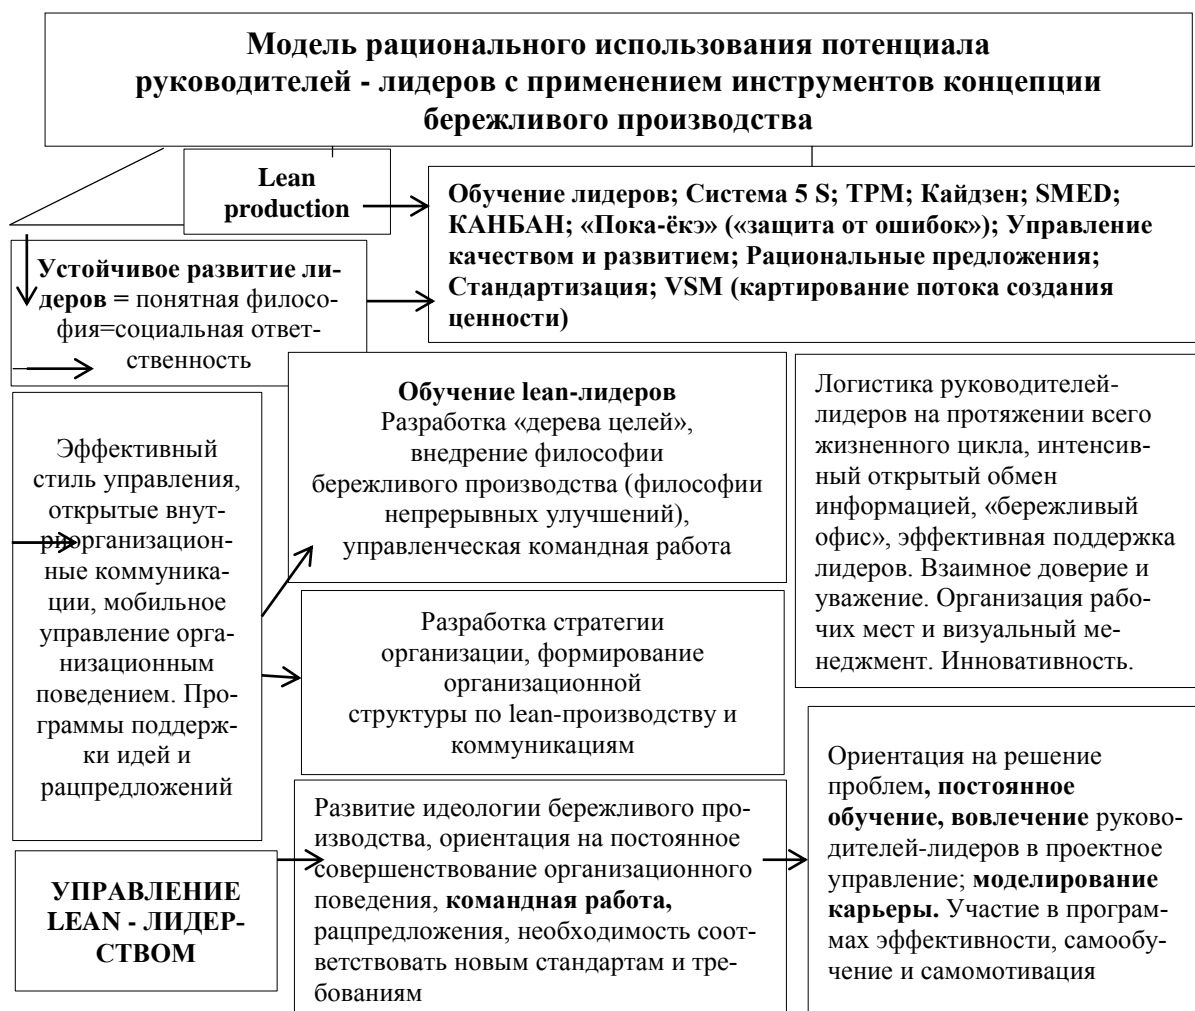 Модель рационального использования потенциала
руководителей - лидеров с применением инструментов концепции
бережливого производства
Lean
production
Обучение лидеров; Система 5 S; TPM; Кайдзен; SMED;
КАНБАН; «Пока-ёкэ» («защита от ошибок»); Управление
качеством и развитием; Рациональные предложения;
Стандартизация; VSM (картирование потока создания
ценности)
Устойчивое развитие ли-
деров = понятная филосо-
фия=социальная ответ-
ственность
Эффективный
стиль управления,
открытые внут-
риорганизацион-
ные коммуника-
ции, мобильное
управление орга-
низационным
поведением. Про-
граммы поддерж-
ки идей и
рацпредложений
Обучение lean-лидеров
Разработка «дерева целей»,
внедрение философии
бережливого производства (философии
непрерывных улучшений),
управленческая командная работа
Логистика руководителей-
лидеров на протяжении всего
жизненного цикла, интенсив-
ный открытый обмен
информацией, «бережливый
офис», эффективная поддержка
лидеров. Взаимное доверие и
уважение. Организация рабо-
чих мест и визуальный ме-
неджмент. Инновативность.
Разработка стратегии
организации, формирование
организационной
структуры по lean-производству и
коммуникациям
УПРАВЛЕНИЕ
LEAN - ЛИДЕР-
СТВОМ
Развитие идеологии бережливого про-
изводства, ориентация на постоянное
совершенствование организационного
поведения, командная работа,
рацпредложения, необходимость соот-
ветствовать новым стандартам и тре-
бованиям
Ориентация на решение
проблем, постоянное
обучение, вовлечение руково-
дителей-лидеров в проектное
управление; моделирование
карьеры. Участие в програм-
мах эффективности, самообу-
чение и самомотивация